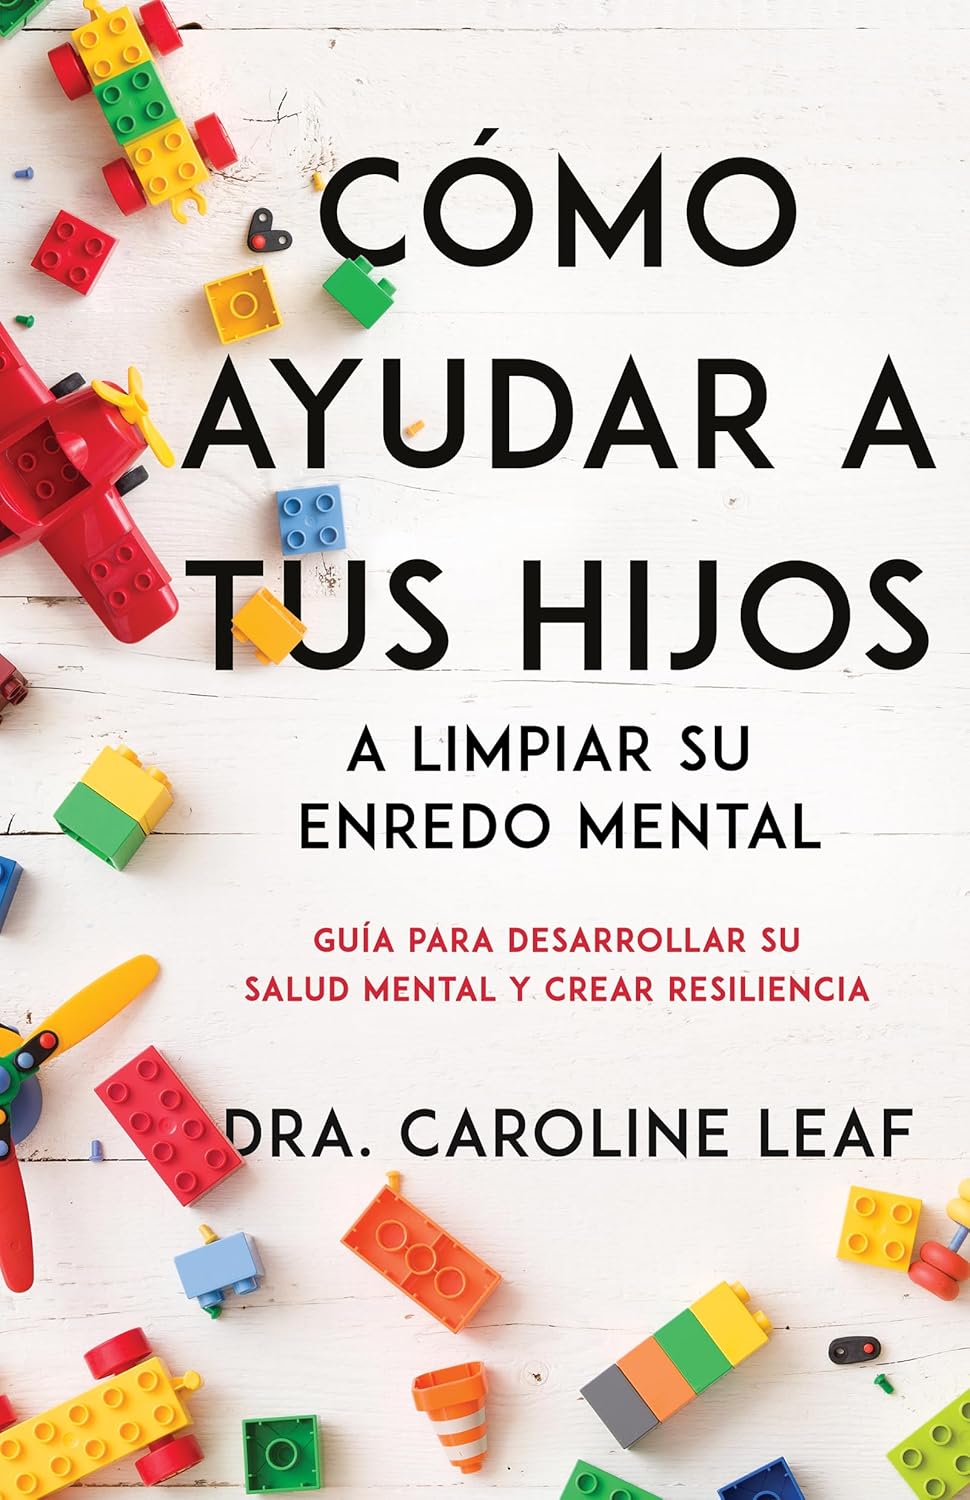 CÓMO
AYUDAR A
TUS HIJOS
A LIMPIAR SU
ENREDO MENTAL
GUÍA PARA DESARROLLAR SU
SALUD MENTAL Y CREAR RESILIENCIA
DRA. CAROLINE LEAF